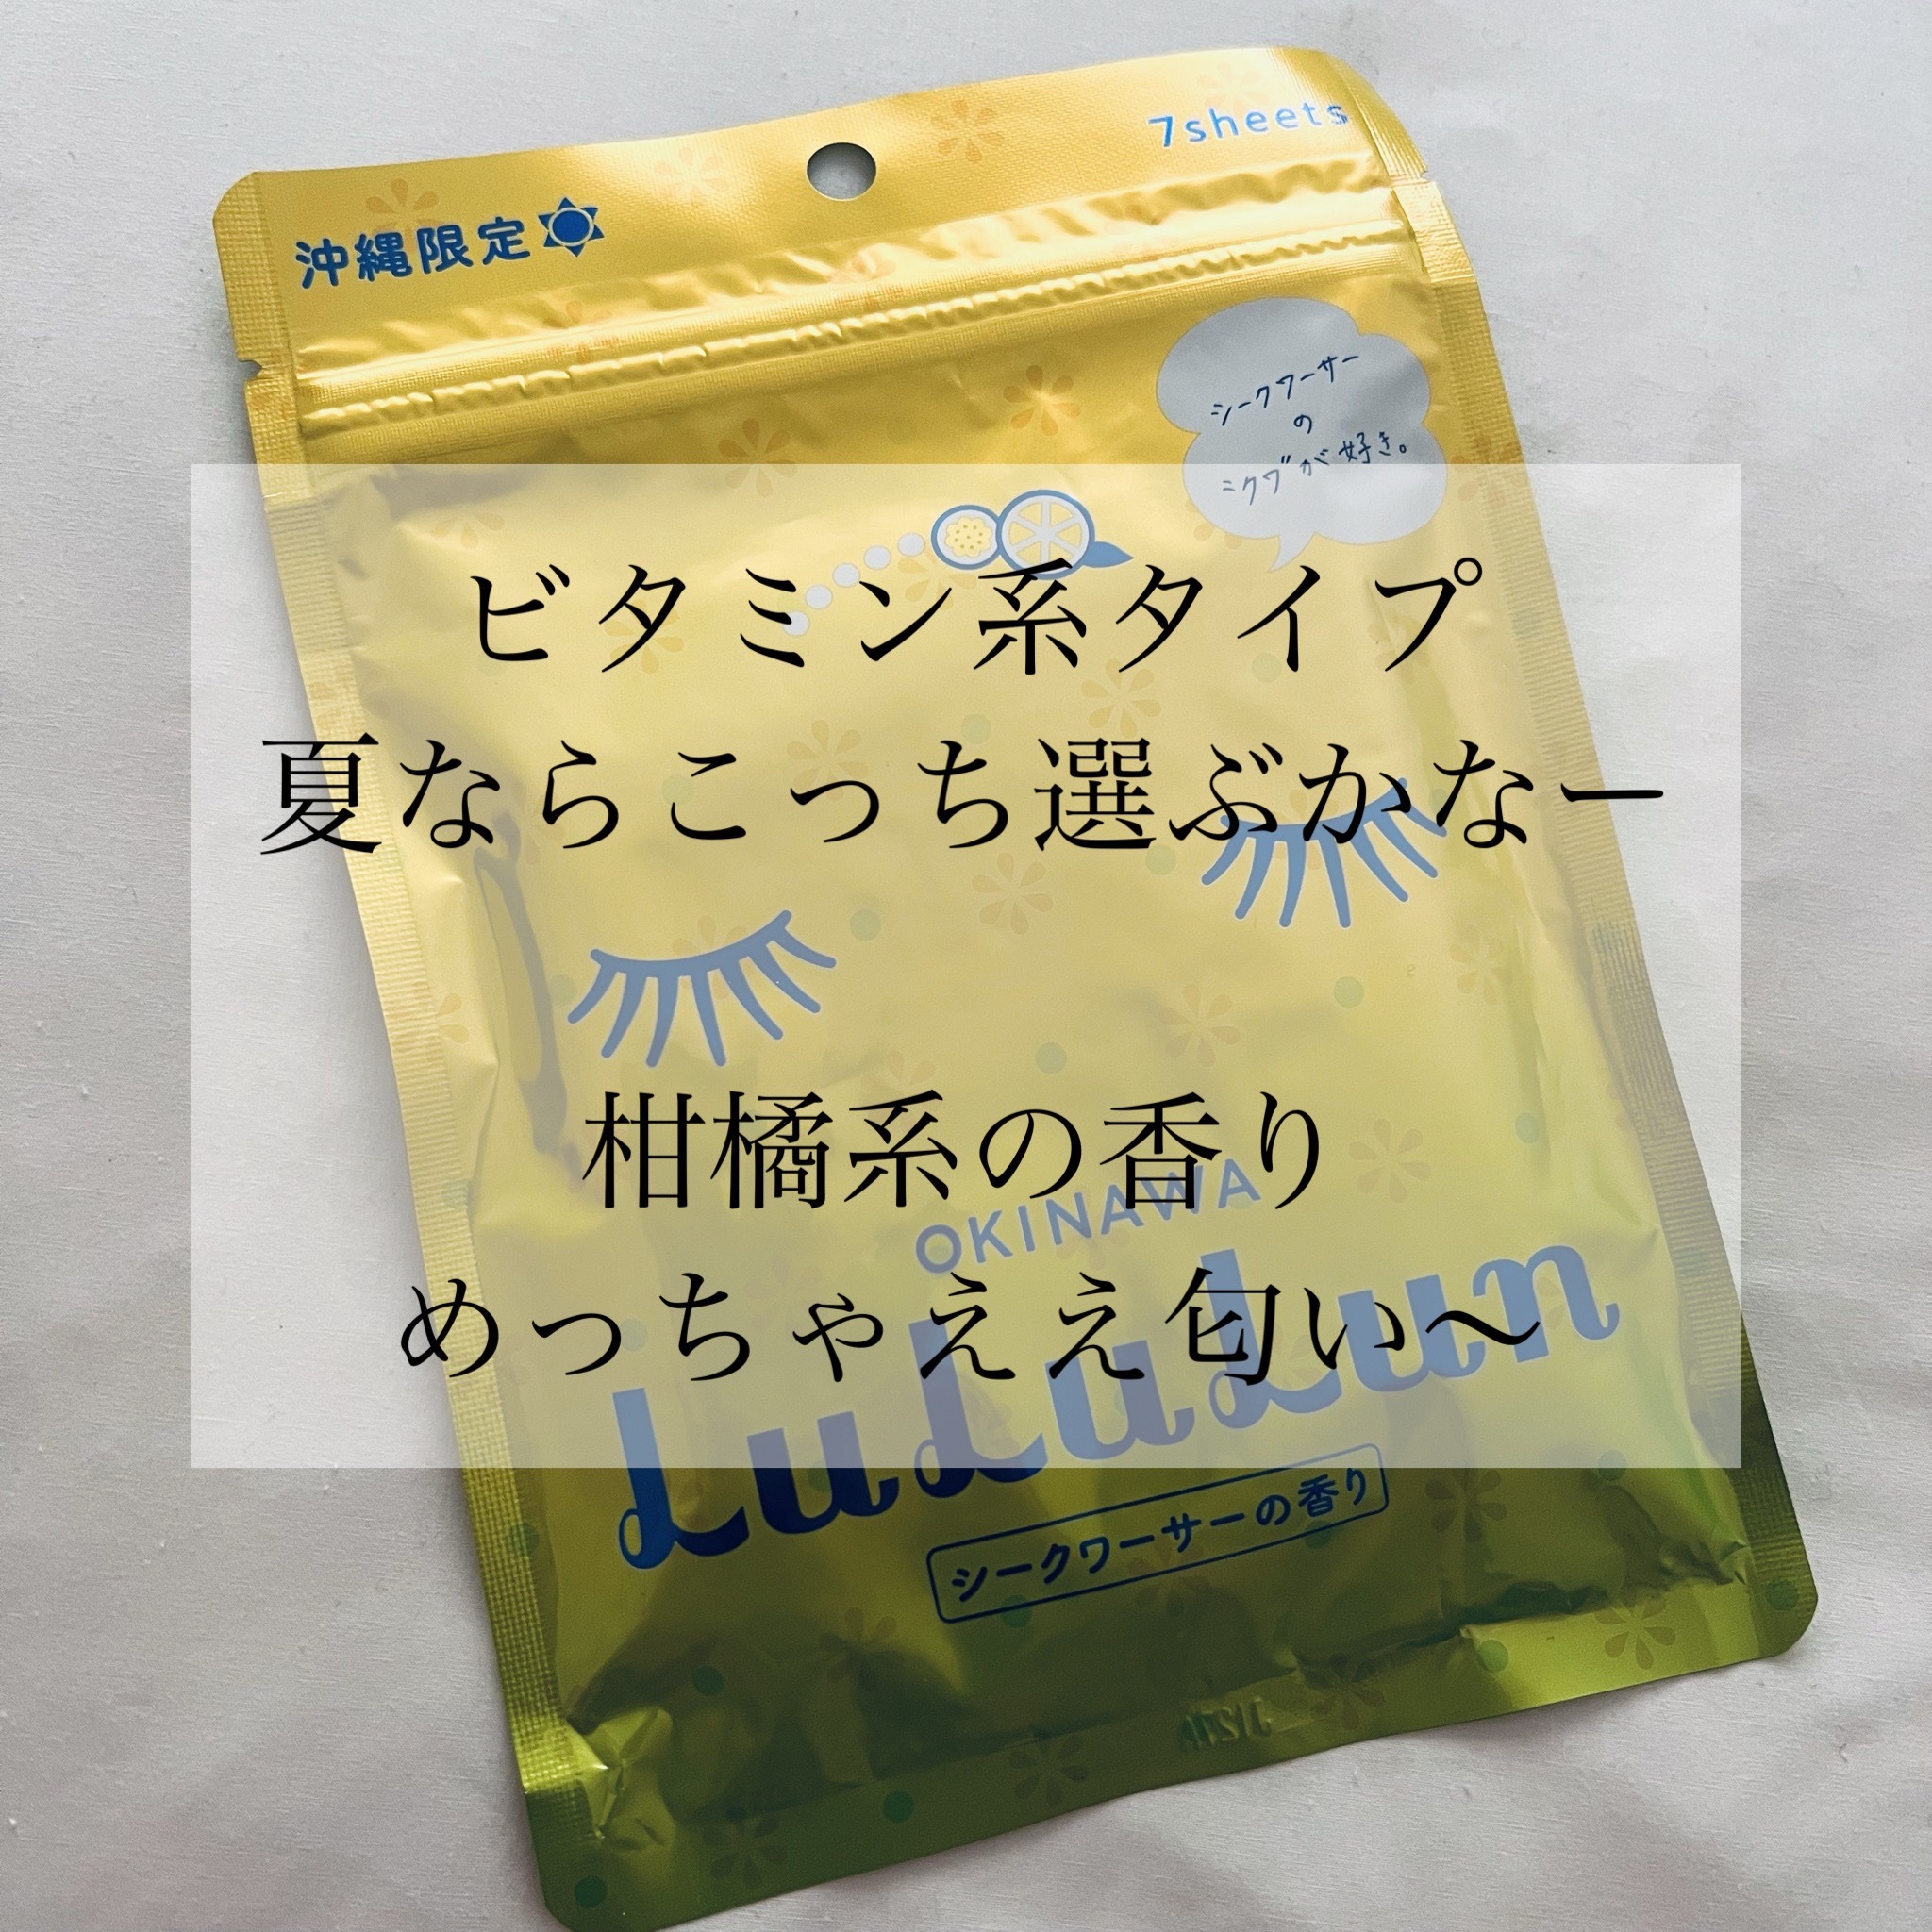 7sheets
沖縄限定
シークワーサー
の
ミクワ゛が好き。
ビタミン系タイプ
夏ならこっち選ぶかなー
柑橘系の香り
めっちゃええ匂い〜
OKINAWA
LuLuLun
シークワーサーの香り